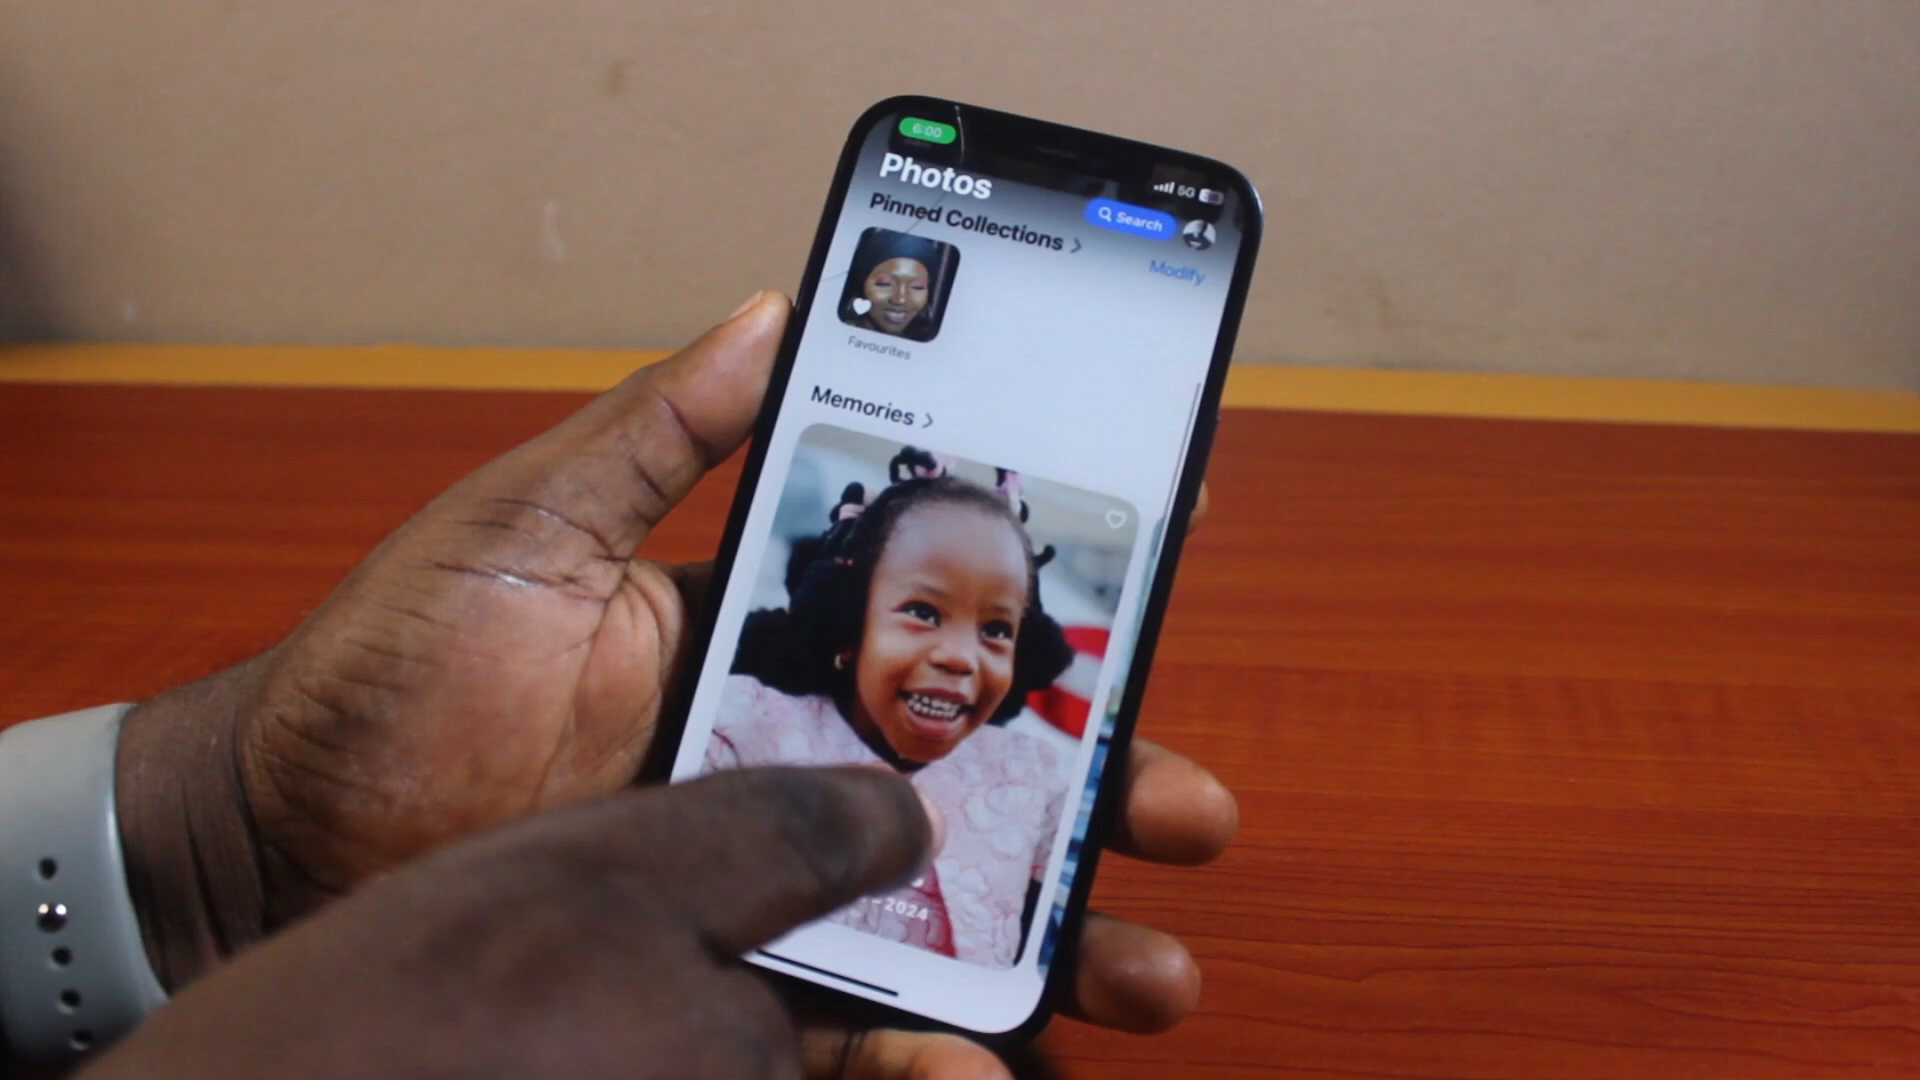 6:00
5G
Photos
Search
Pinned Collections
Modify
Favourites
Memories
2024